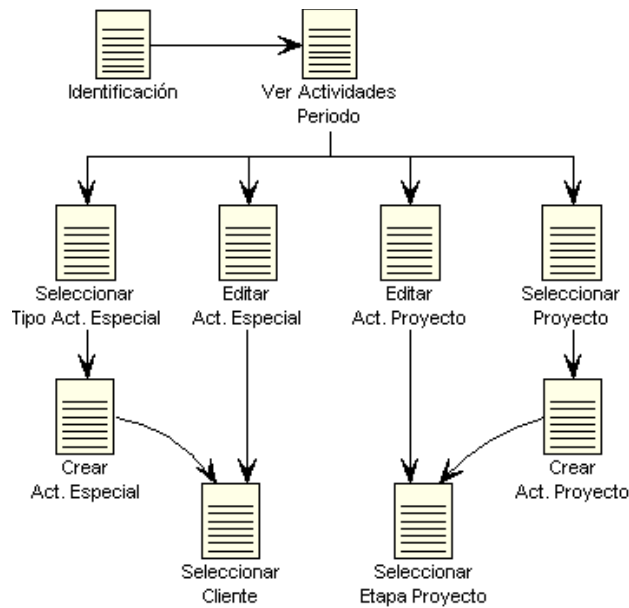 Identificación
Ver Actividades
Periodo
Seleccionar
Tipo Act. Especial
Editar
Act. Especial
Editar
Act. Proyecto
Seleccionar
Proyecto
Crear
Act. Especial
Crear
Act. Proyecto
Seleccionar
Cliente
Seleccionar
Etapa Proyecto